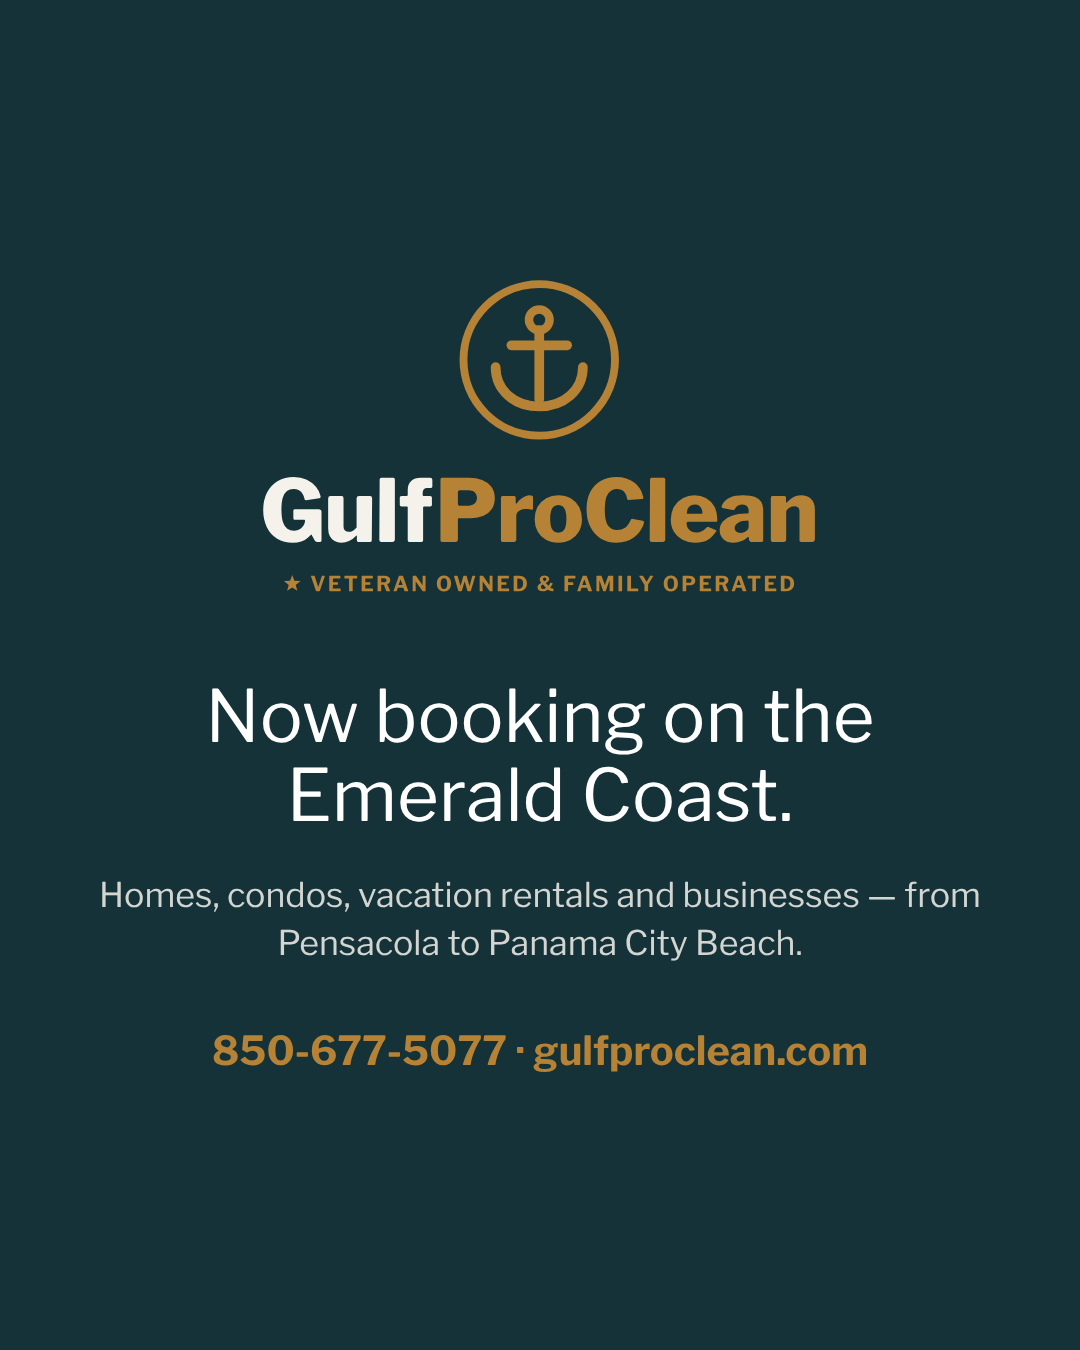 GulfProClean
★ VETERAN OWNED & FAMILY OPERATED
Now booking on the
Emerald Coast.
Homes, condos, vacation rentals and businesses — from
Pensacola to Panama City Beach.
850-677-5077 · gulfproclean.com